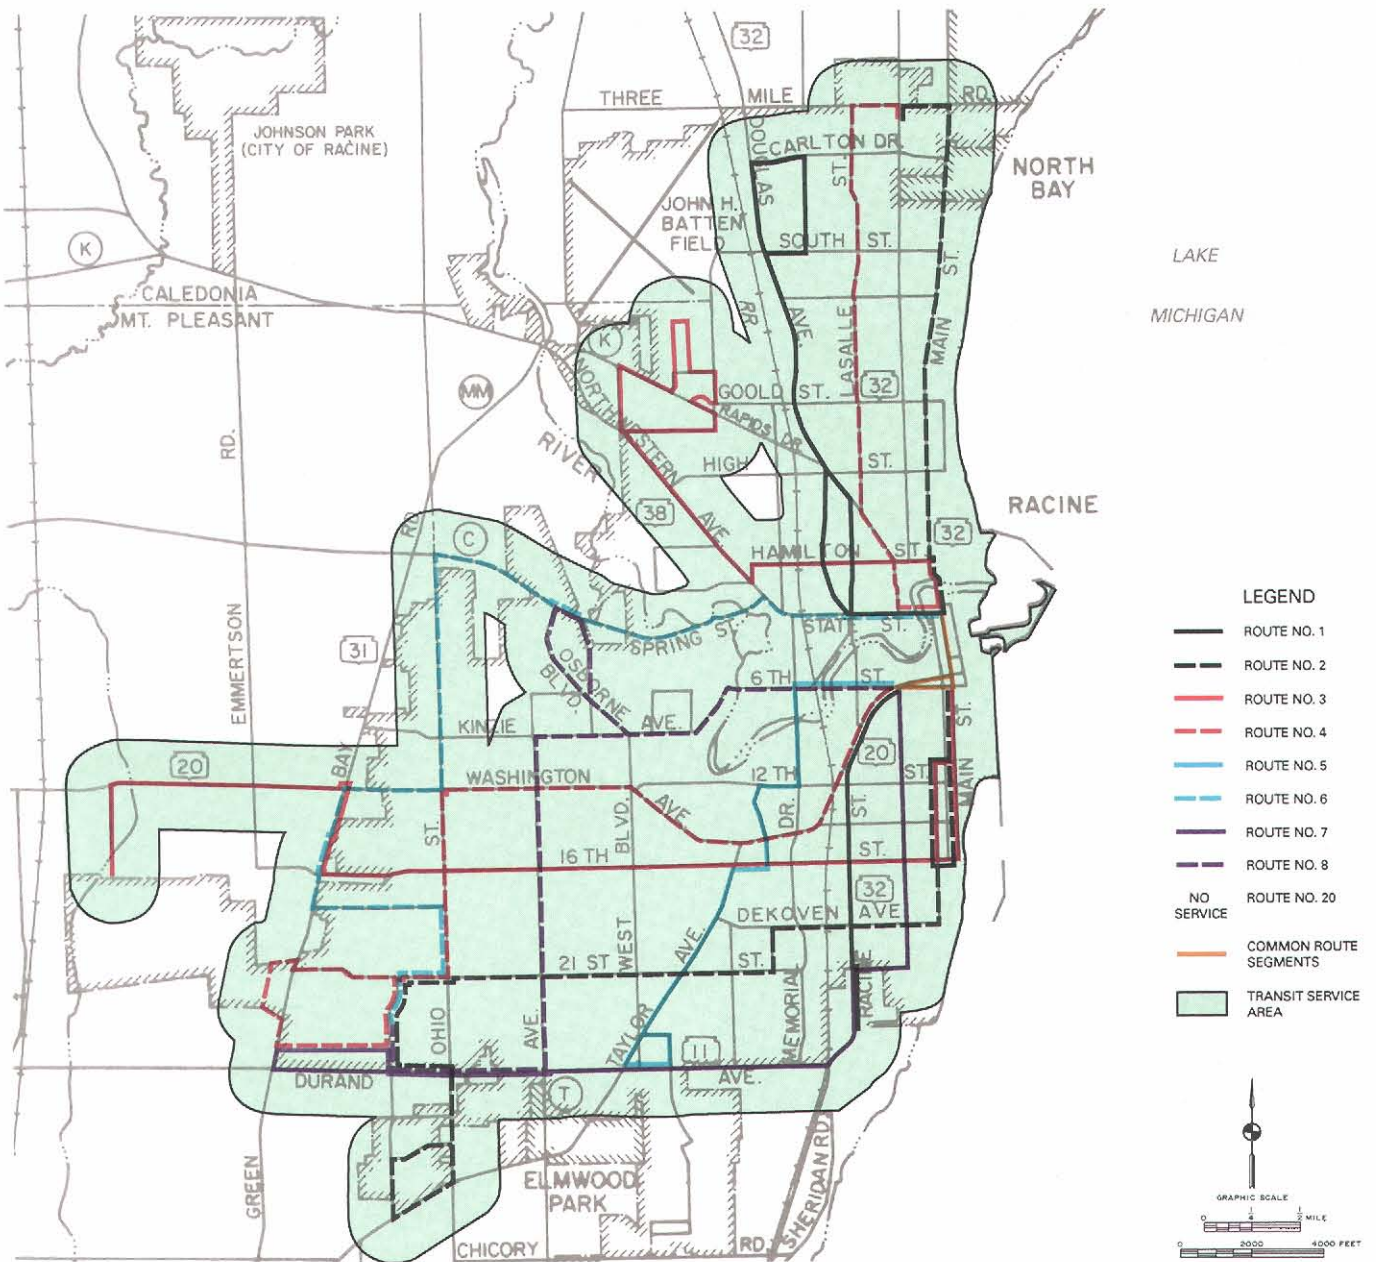 32
THREE MILE RD.
JOHNSON PARK
(CITY OF RACINE)
DOUGLAS
CARLTON DR.
NORTH
BAY
JOHN H.
BATTEN
FIELD
ST.
K
SOUTH ST.
ST.
LAKE
CALEDONIA
MT. PLEASANT
MICHIGAN
RR.
AVE.
LASALLE
MAIN
K
32
MM
NORTHWESTERN
GOOLD ST.
RAPIDS DR.
RIVER
RD.
HIGH ST.
38
AVE.
RACINE
32
RD.
C
HAMILTON ST.
LEGEND
EMMERTSON
ROUTE NO. 1
SPRING ST.
STATE ST.
31
OSBORNE
BLVD.
ROUTE NO. 2
6 TH ST.
ROUTE NO. 3
KINZIE AVE.
ST.
ROUTE NO. 4
BAY
20
20
WASHINGTON
12 TH ST.
MAIN
ROUTE NO. 5
AVE.
DR.
ST.
ROUTE NO. 6
ST.
BLVD.
16 TH ST.
ROUTE NO. 7
32
ROUTE NO. 8
DEKOVEN AVE.
NO
SERVICE
ROUTE NO. 20
AVE.
WEST
21 ST ST.
COMMON ROUTE
SEGMENTS
MEMORIAL
RACINE
TRANSIT SERVICE
AREA
OHIO
AVE.
TAYLOR
11
DURAND AVE.
T
GREEN
ELMWOOD
PARK
SHERIDAN RD.
CHICORY RD.
GRAPHIC SCALE
0 1/4 1/2 MILE
0 2000 4000 FEET